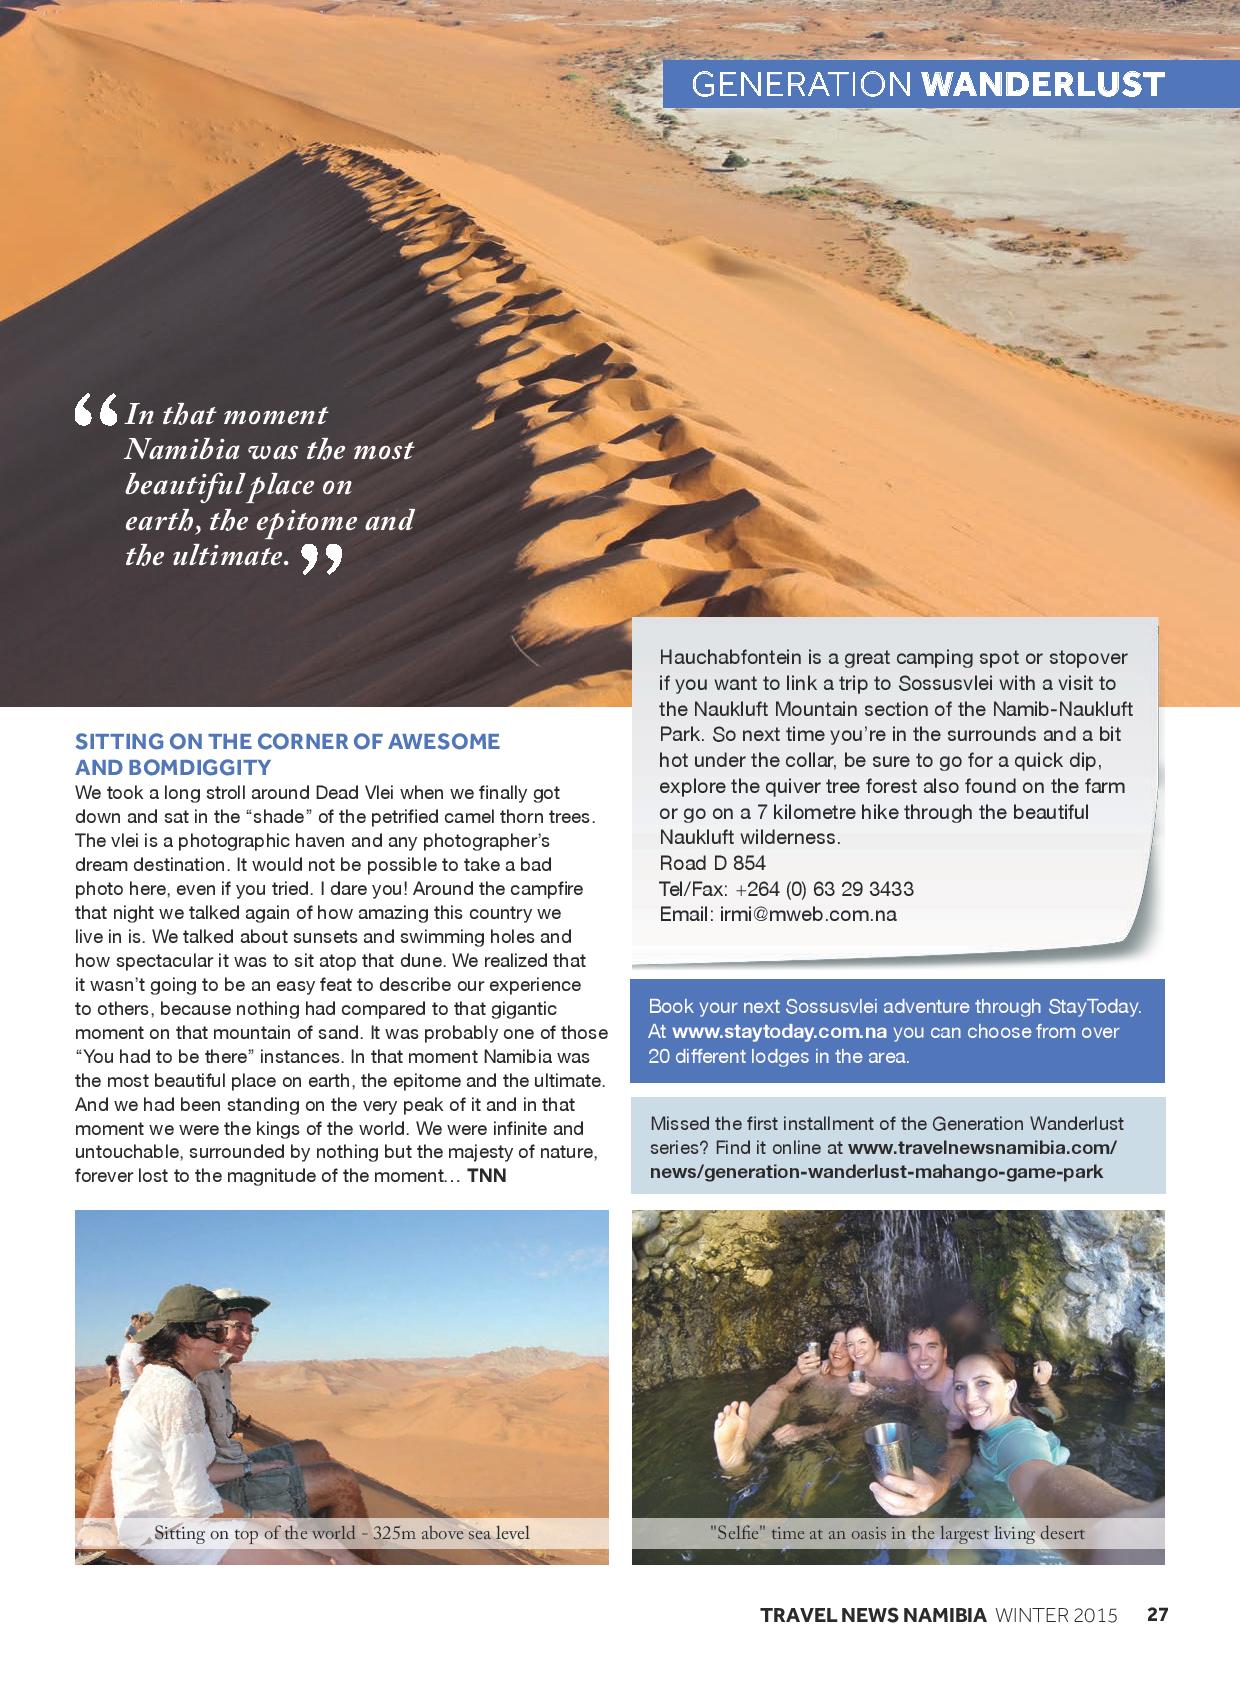 GENERATION WANDERLUST
“In that moment
Namibia was the most
beautiful place on
earth, the epitome and
the ultimate.”
SITTING ON THE CORNER OF AWESOME
AND BOMDIGGITY
We took a long stroll around Dead Vlei when we finally got
down and sat in the “shade” of the petrified camel thorn trees.
The vlei is a photographic haven and any photographer’s
dream destination. It would not be possible to take a bad
photo here, even if you tried. I dare you! Around the campfire
that night we talked again of how amazing this country we
live in is. We talked about sunsets and swimming holes and
how spectacular it was to sit atop that dune. We realized that
it wasn’t going to be an easy feat to describe our experience
to others, because nothing had compared to that gigantic
moment on that mountain of sand. It was probably one of those
“You had to be there” instances. In that moment Namibia was
the most beautiful place on earth, the epitome and the ultimate.
And we had been standing on the very peak of it and in that
moment we were the kings of the world. We were infinite and
untouchable, surrounded by nothing but the majesty of nature,
forever lost to the magnitude of the moment… TNN
Hauchabfontein is a great camping spot or stopover
if you want to link a trip to Sossusvlei with a visit to
the Naukluft Mountain section of the Namib-Naukluft
Park. So next time you’re in the surrounds and a bit
hot under the collar, be sure to go for a quick dip,
explore the quiver tree forest also found on the farm
or go on a 7 kilometre hike through the beautiful
Naukluft wilderness.
Road D 854
Tel/Fax: +264 (0) 63 29 3433
Email: irmi@mweb.com.na
Book your next Sossusvlei adventure through StayToday.
At www.staytoday.com.na you can choose from over
20 different lodges in the area.
Missed the first installment of the Generation Wanderlust
series? Find it online at www.travelnewsnamibia.com/
news/generation-wanderlust-mahango-game-park
Sitting on top of the world - 325m above sea level
"Selfie" time at an oasis in the largest living desert
TRAVEL NEWS NAMIBIA WINTER 2015 27